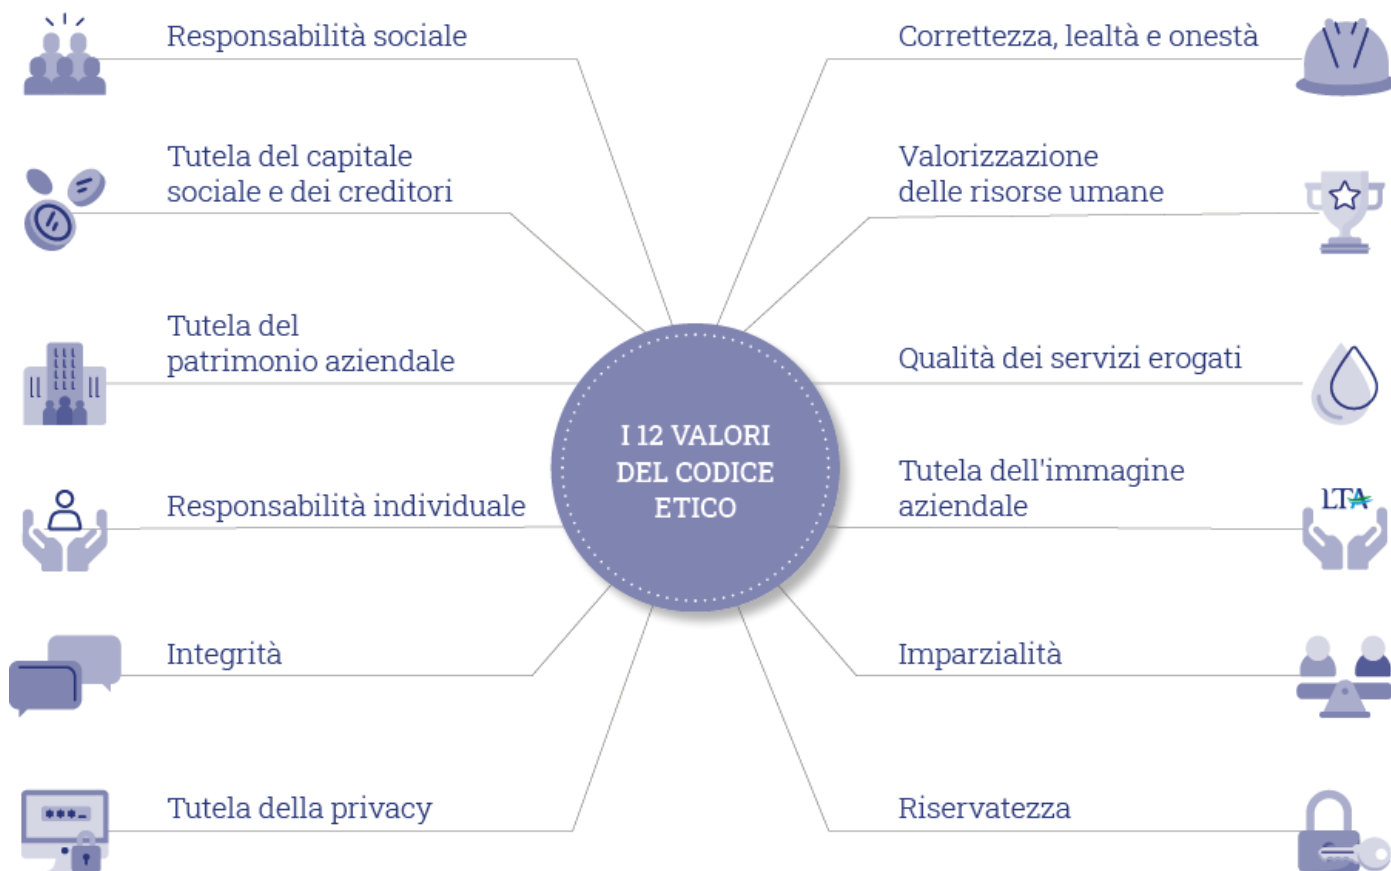 Responsabilità sociale
Tutela del capitale
sociale e dei creditori
Tutela del
patrimonio aziendale
Responsabilità individuale
Integrità
Tutela della privacy
I 12 VALORI
DEL CODICE
ETICO
Correttezza, lealtà e onestà
Valorizzazione
delle risorse umane
Qualità dei servizi erogati
Tutela dell'immagine
aziendale
LTA
Imparzialità
Riservatezza